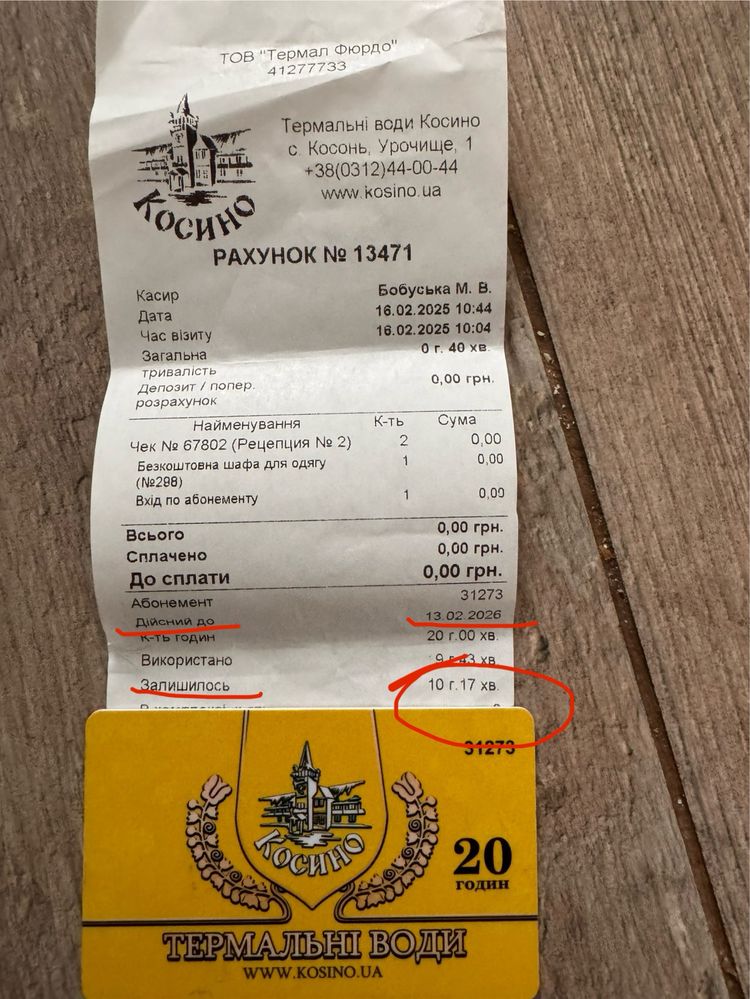 ТОВ "Термал Фюрдо"
41277733
Термальні води Косино
с. Косонь, Урочище, 1
+38(0312)44-00-44
www.kosino.ua
КОСИНО
РАХУНОК № 13471
Касир Бобуська М. В.
Дата 16.02.2025 10:44
Час візиту 16.02.2025 10:04
Загальна 0 г. 40 хв.
тривалість
Депозит / попер. 0,00 грн.
розрахунок
Найменування К-ть Сума
Чек № 67802 (Рецепция № 2) 2 0,00
Безкоштовна шафа для одягу 1 0,00
(№298)
Вхід по абонементу 1 0,00
Всього 0,00 грн.
Сплачено 0,00 грн.
До сплати 0,00 грн.
Абонемент 31273
Дійсний до 13.02.2026
К-ть годин 20 г.00 хв.
Використано 9 г.43 хв.
Залишилось 10 г.17 хв.
31273
КОСИНО
20
ГОДИН
ТЕРМАЛЬНІ ВОДИ
WWW.KOSINO.UA